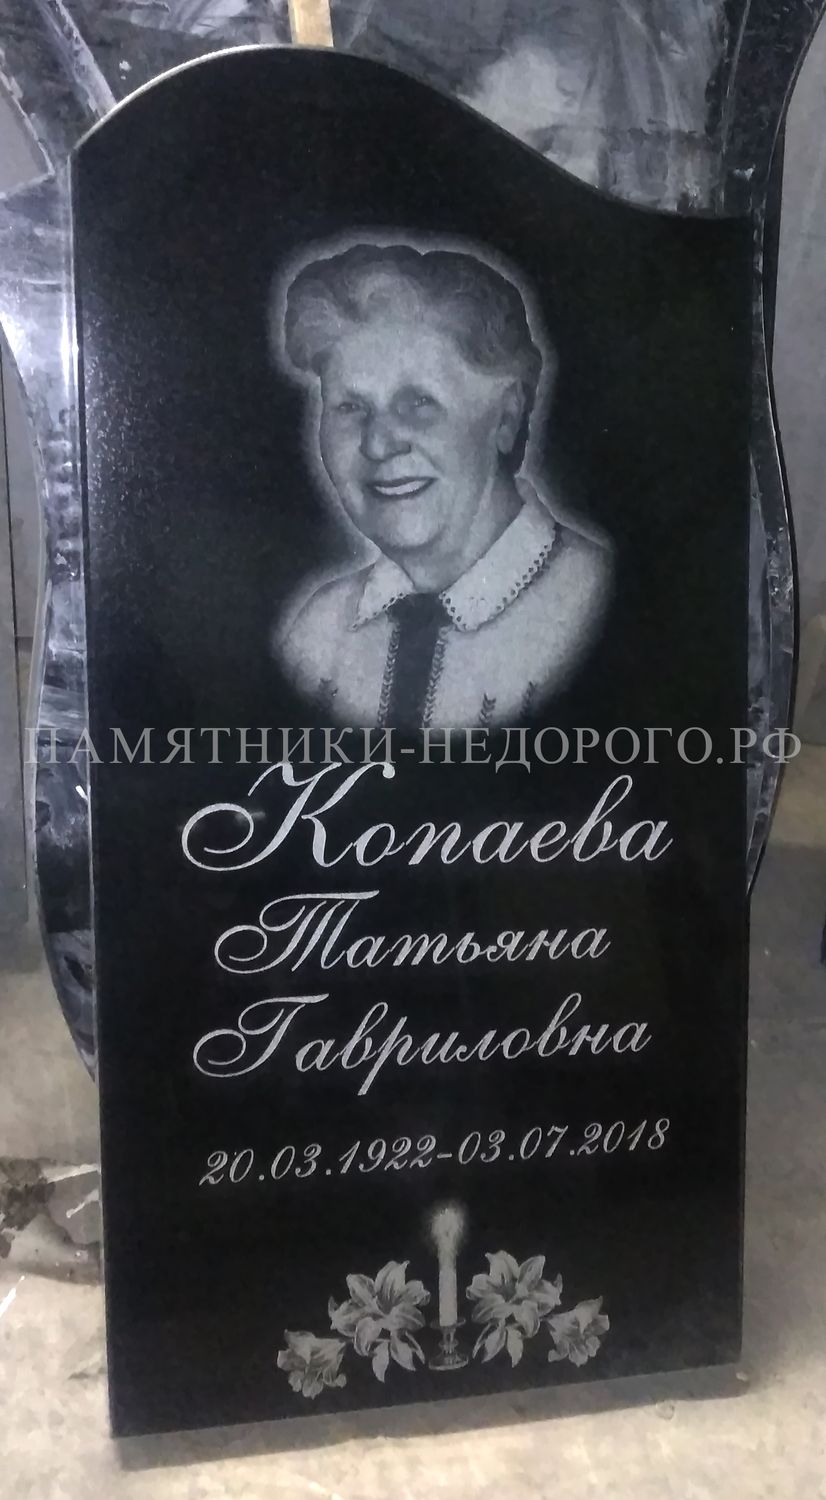 ПАМЯТНИКИ-НЕДОРОГО.РФ
Копаева
Татьяна
Гавриловна
20.03.1922-03.07.2018